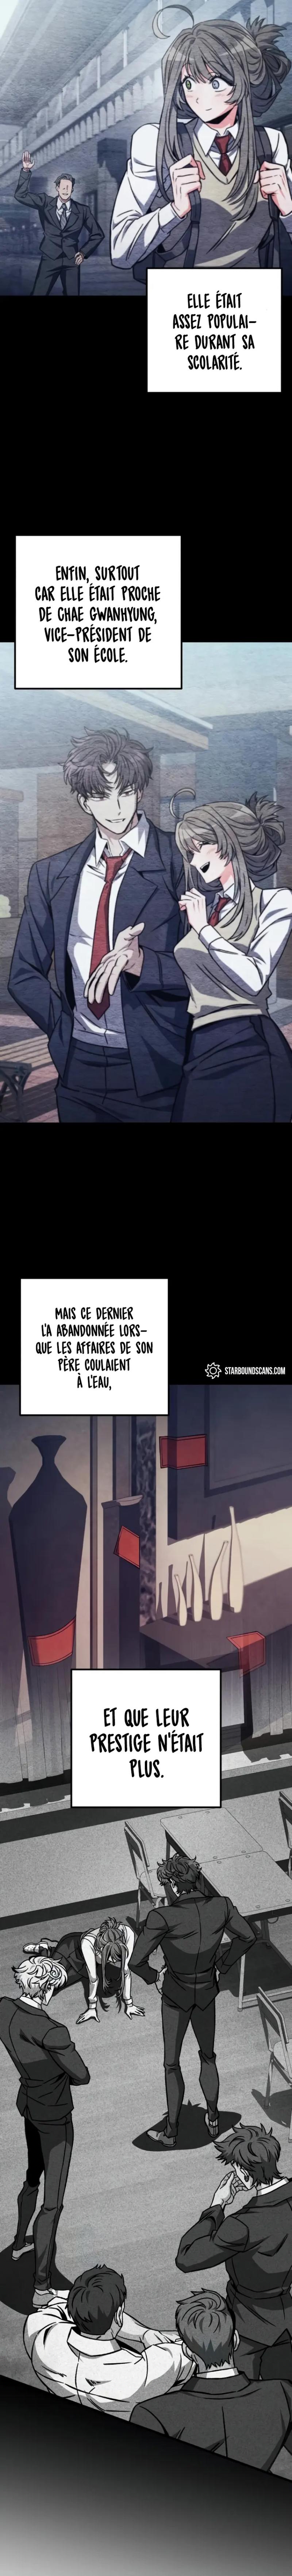 ELLE ÉTAIT
ASSEZ POPULAI-
RE DURANT SA
SCOLARITÉ.
ENFIN, SURTOUT
CAR ELLE ÉTAIT PROCHE
DE CHAE GWANHYUNG,
VICE-PRÉSIDENT DE
SON ÉCOLE.
MAIS CE DERNIER
L'A ABANDONNÉE LORS-
QUE LES AFFAIRES DE SON
PÈRE COULAIENT
À L'EAU,
STARBOUNDSCANS.COM
ET QUE LEUR
PRESTIGE N'ÉTAIT
PLUS.